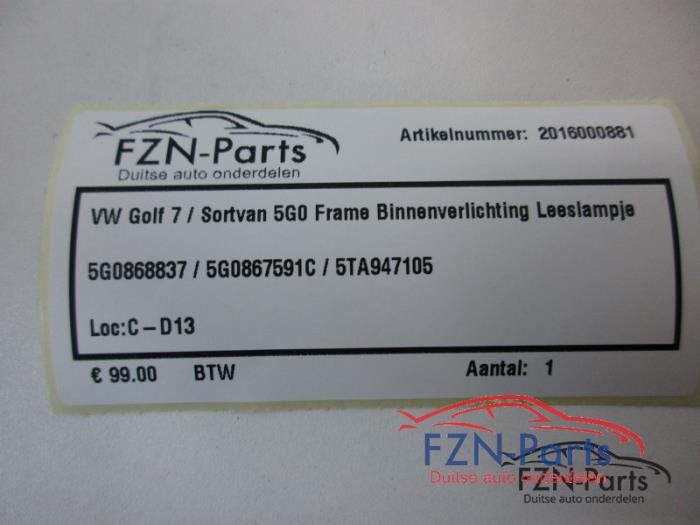 FZN-Parts
Duitse auto onderdelen
Artikelnummer: 2016000881
VW Golf 7 / Sortvan 5G0 Frame Binnenverlichting Leeslampje
5G0868837 / 5G0867591C / 5TA947105
Loc:C-D13
€ 99.00 BTW Aantal: 1
FZN-Parts
Duitse auto onderdelen
FZN-Parts
Duitse auto onderdelen